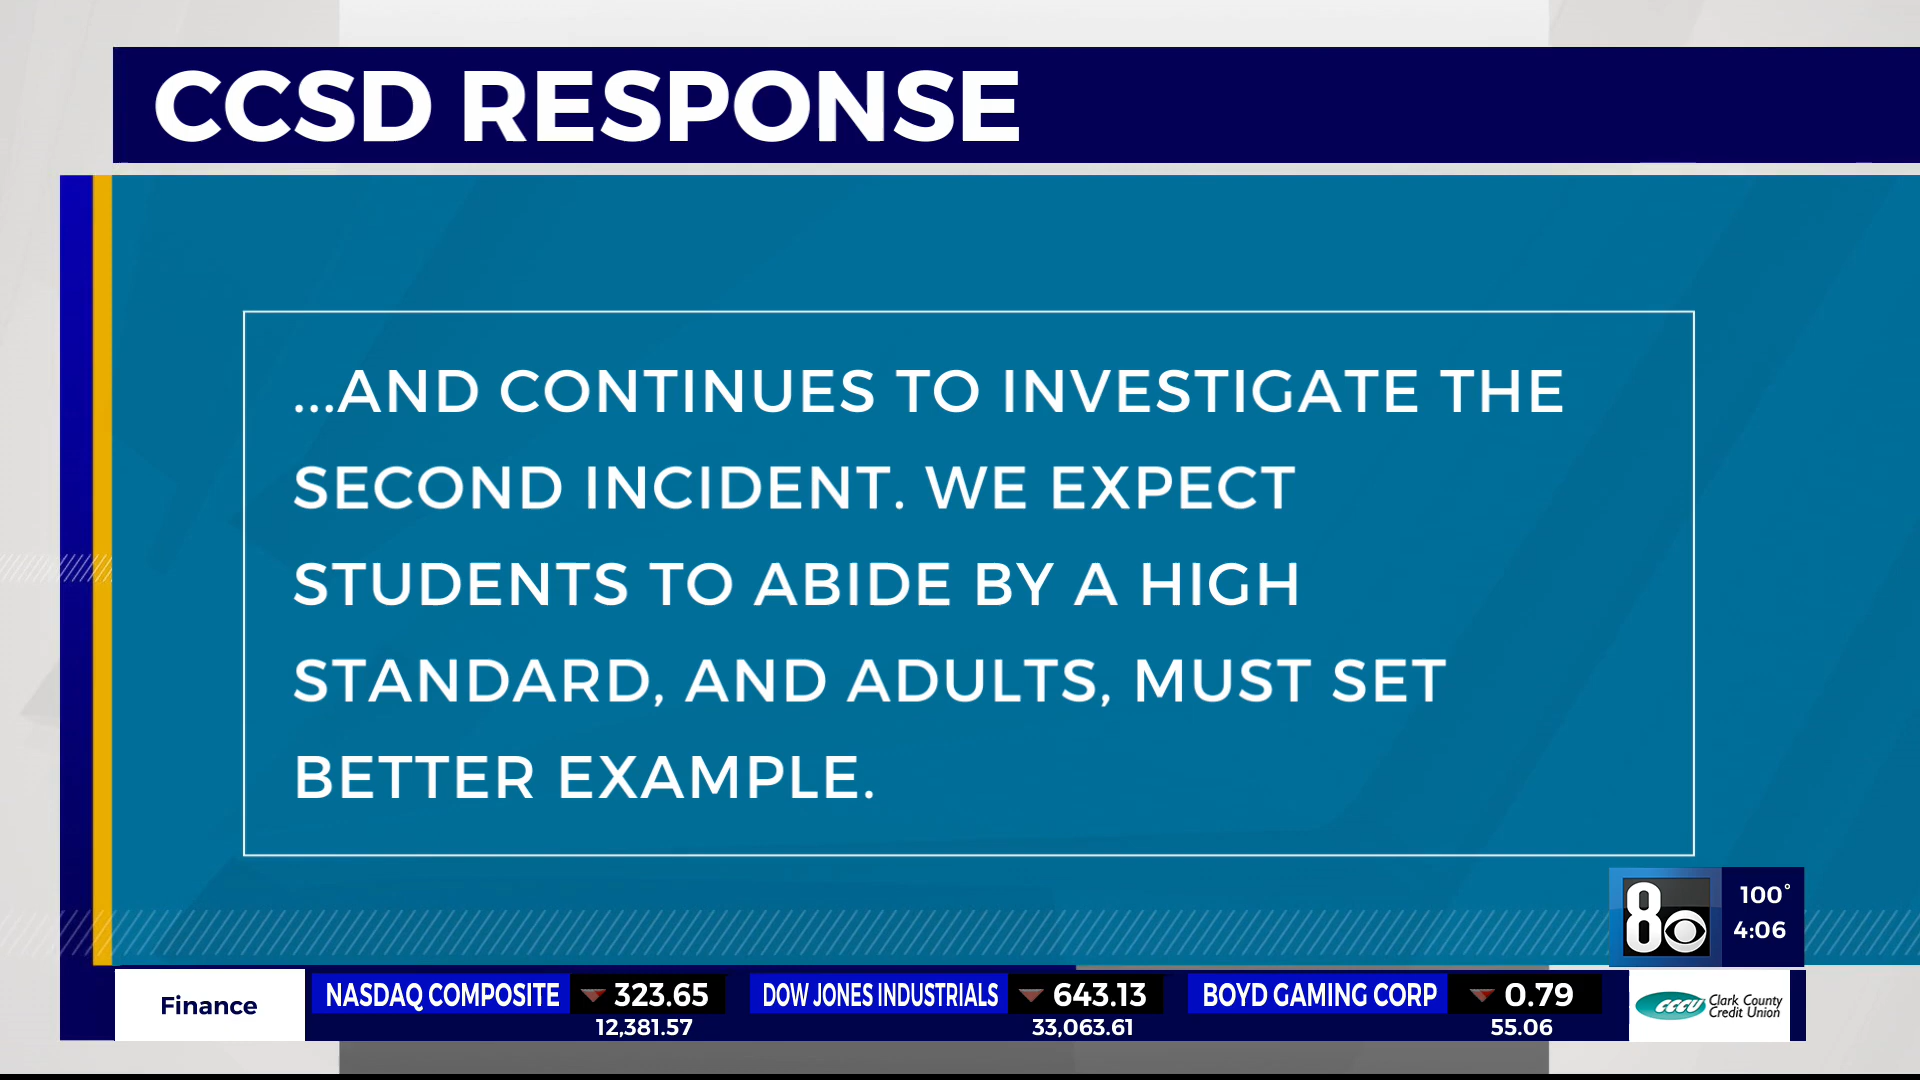 CCSD RESPONSE
...AND CONTINUES TO INVESTIGATE THE
SECOND INCIDENT. WE EXPECT
STUDENTS TO ABIDE BY A HIGH
STANDARD, AND ADULTS, MUST SET
BETTER EXAMPLE.
8
100°
4:06
Finance
NASDAQ COMPOSITE 323.65
12,381.57
DOW JONES INDUSTRIALS 643.13
33,063.61
BOYD GAMING CORP 0.79
55.06
CCCU Clark County
Credit Union